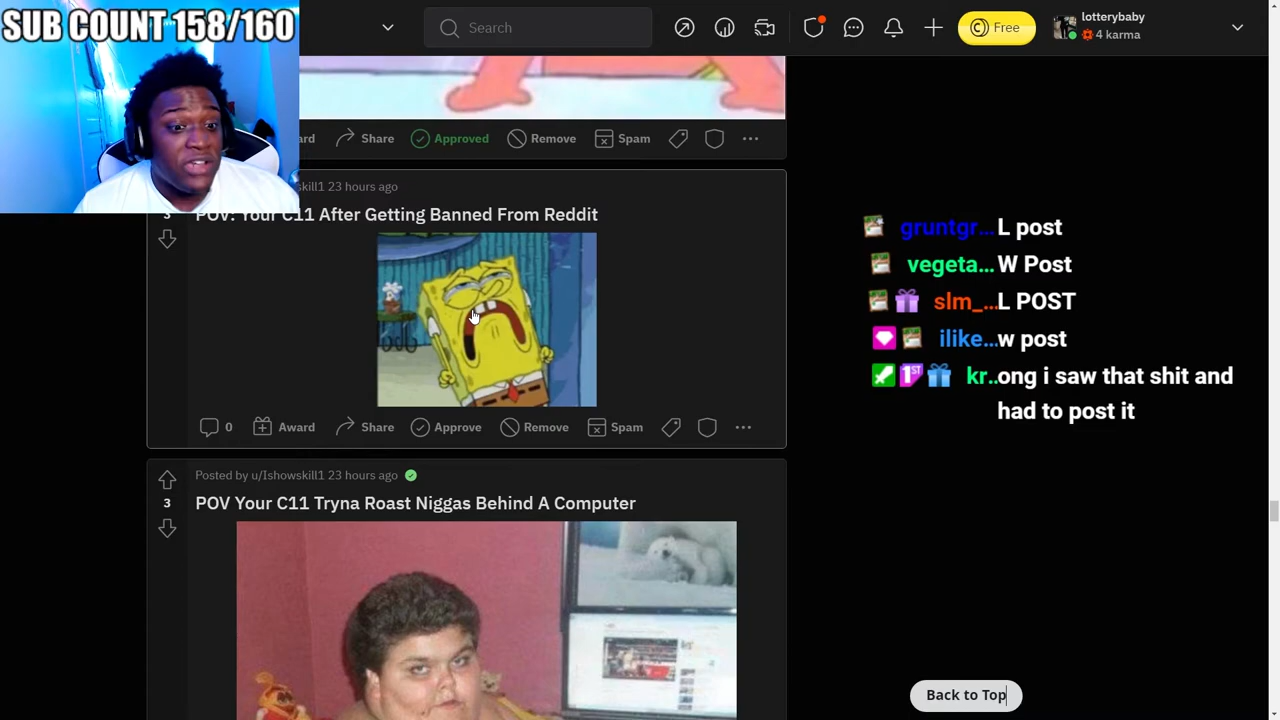 SUB COUNT 158/160
Search
Free
lotterybaby
4 karma
ard
Share
Approved
Remove
Spam
skill1 23 hours ago
3
POV: Your C11 After Getting Banned From Reddit
0
Award
Share
Approve
Remove
Spam
Posted by u/Ishowskill1 23 hours ago
3
POV Your C11 Tryna Roast Niggas Behind A Computer
gruntgr... L post
vegeta... W Post
slm_... L POST
ilike... w post
1ST kr.. ong i saw that shit and
had to post it
Back to Top